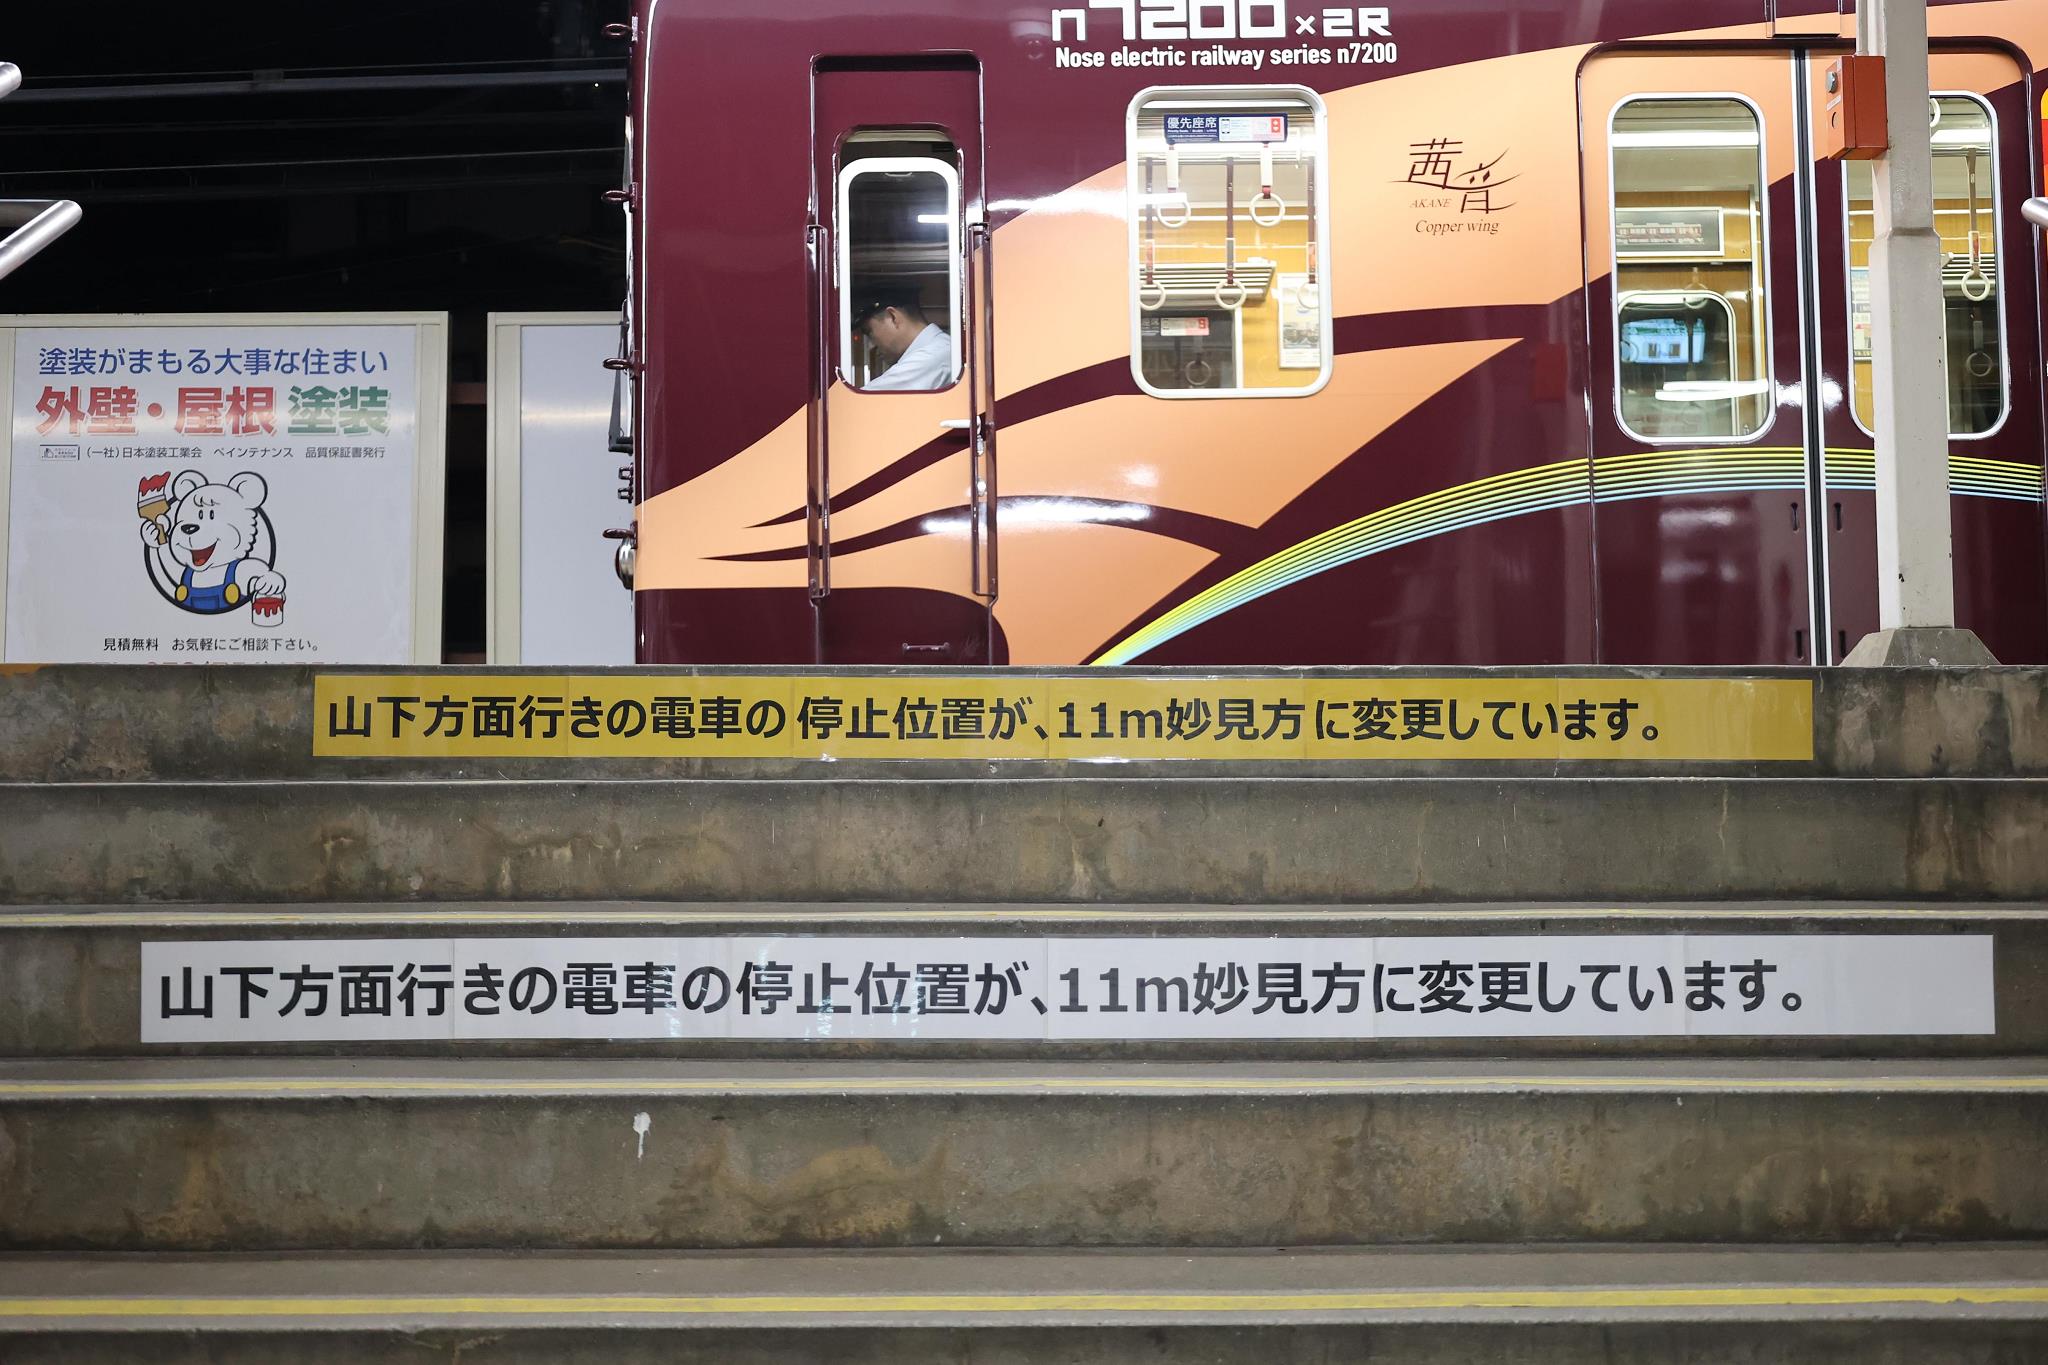 n7200×2R
Nose electric railway series n7200
優先座席
茜音
AKANE
Copper wing
塗装がまもる大事な住まい
外壁・屋根 塗装
(一社)日本塗装工業会 ペインテナンス 品質保証書発行
見積無料 お気軽にご相談下さい。
山下方面行きの電車の停止位置が、11m妙見方に変更しています。
山下方面行きの電車の停止位置が、11m妙見方に変更しています。